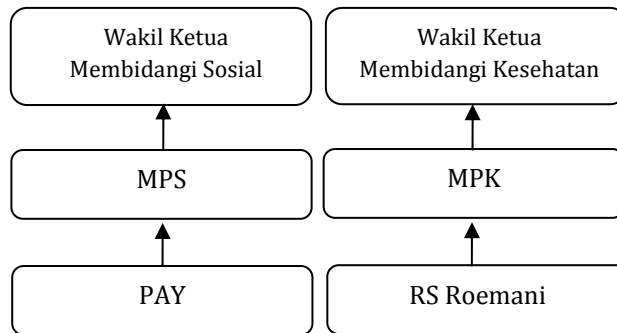 Wakil Ketua
Membidangi Sosial
Wakil Ketua
Membidangi Kesehatan
MPS
MPK
PAY
RS Roemani